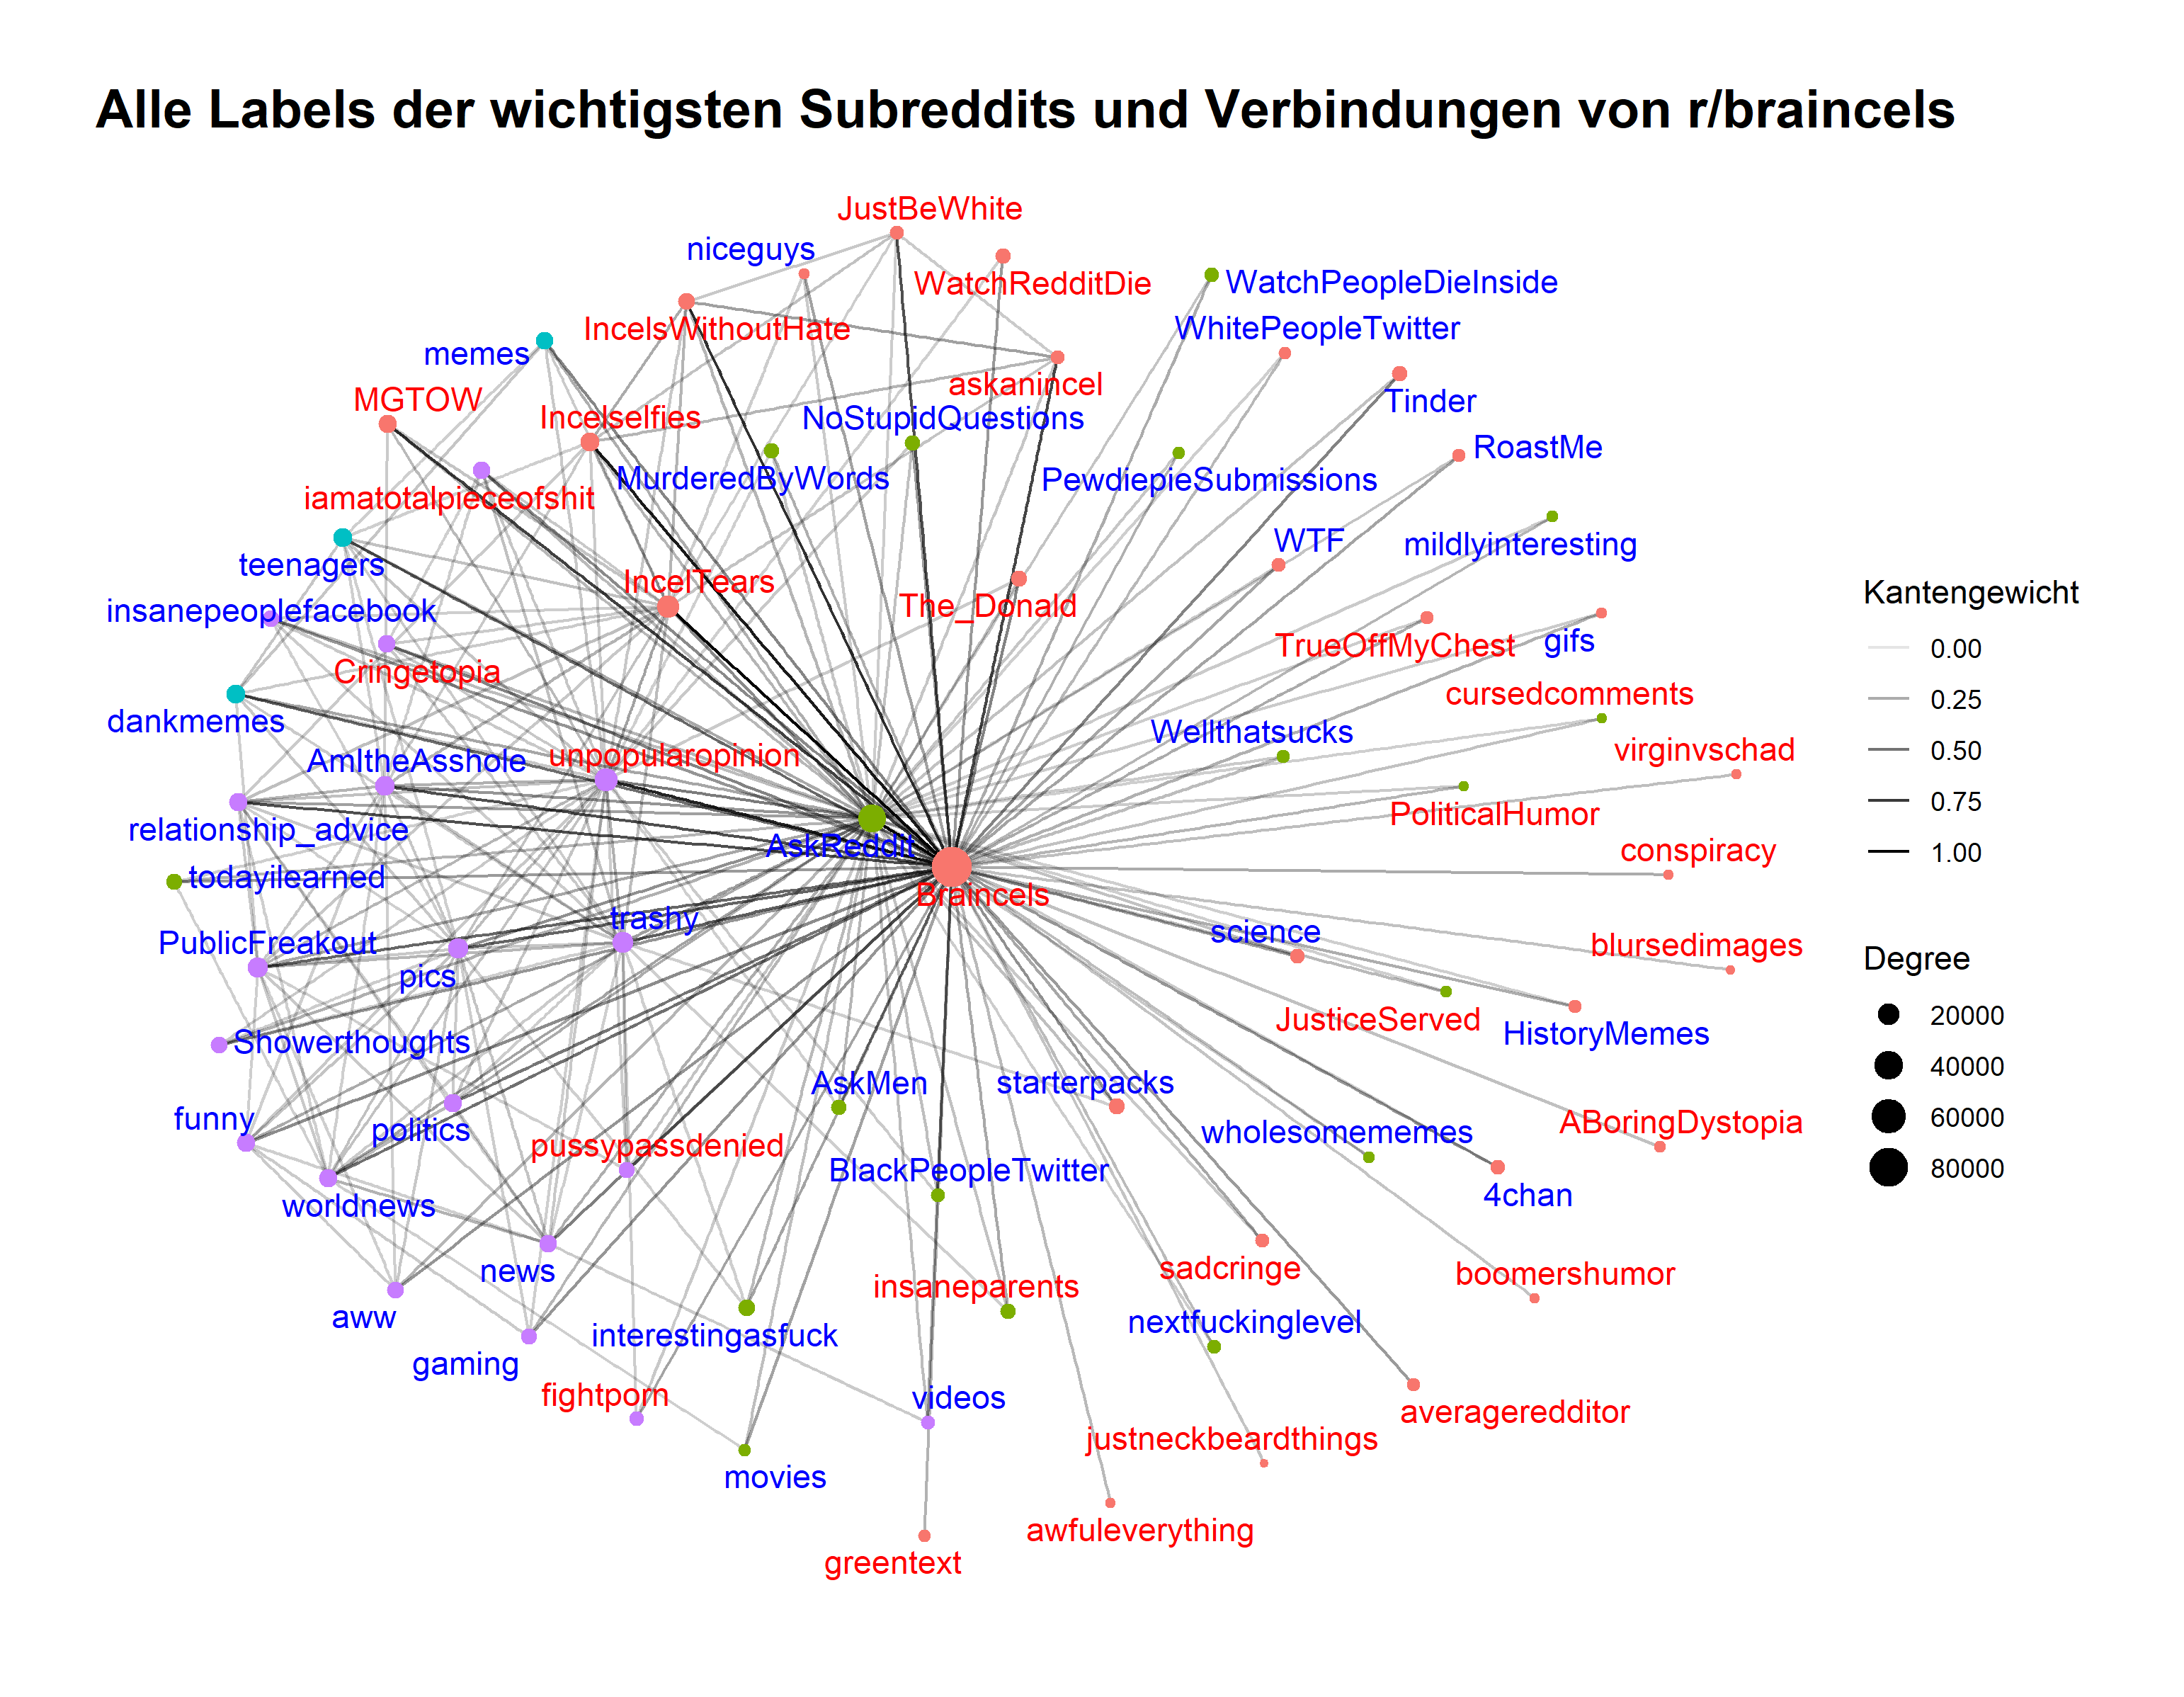 Alle Labels der wichtigsten Subreddits und Verbindungen von r/braincels
JustBeWhite
niceguys
WatchRedditDie
WatchPeopleDieInside
IncelsWithoutHate
WhitePeopleTwitter
memes
askanincel
MGTOW
Tinder
Incelselfies
NoStupidQuestions
RoastMe
MurderedByWords
PewdiepieSubmissions
iamatotalpieceofshit
WTF
mildlyinteresting
teenagers
IncelTears
Kantengewicht
insanepeoplefacebook
The_Donald
TrueOffMyChest
gifs
0.00
Cringetopia
cursedcomments
0.25
dankmemes
Wellthatsucks
0.50
AmItheAsshole
unpopularopinion
virginvschad
0.75
relationship_advice
PoliticalHumor
AskReddit
conspiracy
1.00
todayilearned
Braincels
trashy
science
PublicFreakout
blursedimages
Degree
pics
20000
JusticeServed
Showerthoughts
HistoryMemes
40000
AskMen
starterpacks
funny
politics
ABoringDystopia
60000
pussypassdenied
wholesomememes
BlackPeopleTwitter
80000
worldnews
4chan
news
sadcringe
boomershumor
insaneparents
aww
interestingasfuck
nextfuckinglevel
gaming
fightporn
videos
averageredditor
justneckbeardthings
movies
awfuleverything
greentext